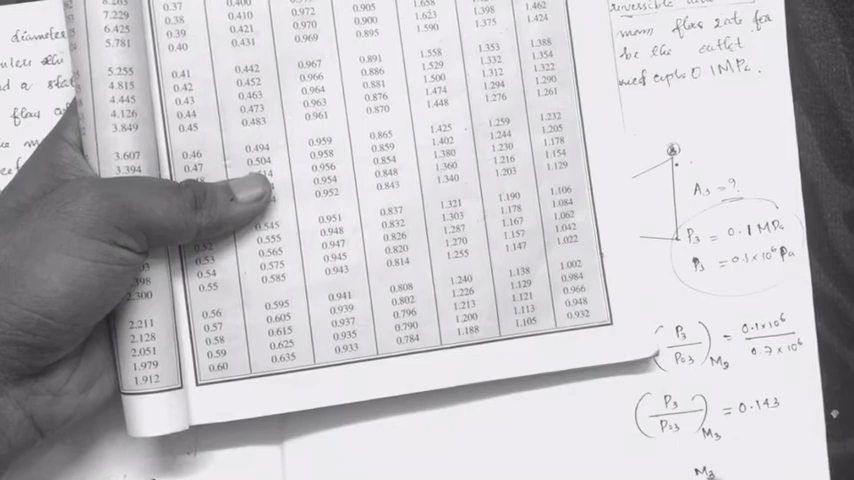 8.263
7.229
6.425
5.781
5.255
4.815
4.445
4.126
3.849
3.607
3.394
2.300
2.211
2.128
2.051
1.979
1.912
0.37 0.400 0.972 0.905 1.658 1.462
0.38 0.410 0.970 0.900 1.623 1.398 1.424
0.39 0.421 0.969 0.895 1.590 1.375
0.40 0.431
0.41 0.442 0.967 0.891 1.558 1.353 1.388
0.42 0.452 0.966 0.886 1.529 1.332 1.354
0.43 0.463 0.964 0.881 1.500 1.312 1.322
0.44 0.473 0.963 0.876 1.474 1.294 1.290
0.45 0.483 0.961 0.870 1.448 1.276 1.261
0.46 0.494 0.959 0.865 1.425 1.259 1.232
0.47 0.504 0.958 0.859 1.402 1.244 1.205
0.956 0.854 1.380 1.230 1.178
0.954 0.848 1.360 1.216 1.154
0.952 0.843 1.340 1.203 1.129
0.545 0.951 0.837 1.321 1.190 1.106
0.52 0.555 0.948 0.832 1.303 1.178 1.084
0.53 0.565 0.947 0.826 1.287 1.167 1.062
0.54 0.575 0.945 0.820 1.270 1.157 1.042
0.55 0.585 0.943 0.814 1.255 1.147 1.022
0.56 0.595 0.941 0.808 1.240 1.138 1.002
0.57 0.605 0.939 0.802 1.226 1.129 0.984
0.58 0.615 0.937 0.796 1.213 1.121 0.966
0.59 0.625 0.935 0.790 1.200 1.113 0.948
0.60 0.635 0.933 0.784 1.188 1.105 0.932
diameter
reversible
mass flow rate for
be the outlet
0.1MPa.
A₃ = ?
P₃ = 0.1 MPa
P₃ = 0.1×10⁶ Pa
(P₃/P₀₃)M₃ = 0.1×10⁶/0.7×10⁶
(P₃/P₀₃)M₃ = 0.143
M₃